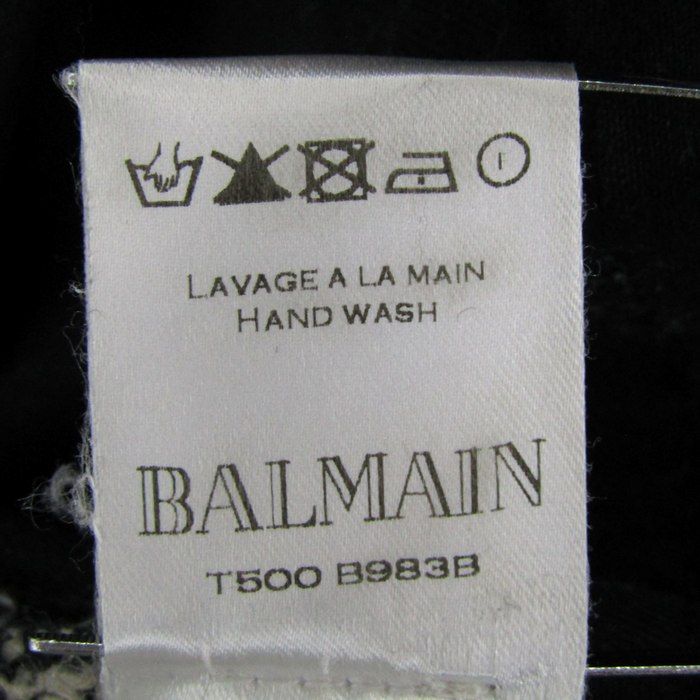 F
LAVAGE A LA MAIN
HAND WASH
BALMAIN
T500 B983B